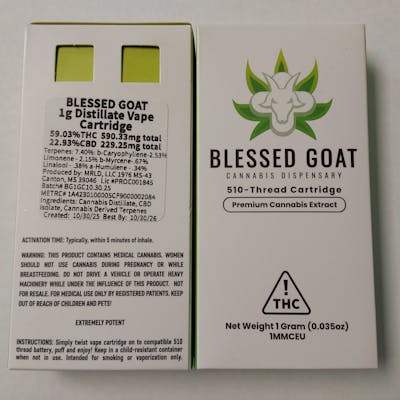 BLESSED GOAT
1g Distillate Vape
Cartridge
59.03%THC 590.33mg total
22.93%CBD 229.25mg total
Terpenes: 7.40%: b-Caryophyllene-2.53%
Limonene - 2.15% b-Myrcene-.67%
Linalool - .38% a-Humulene - .34%
Produced by: MRLD, LLC 1976 MS-43
Canton, MS 39046 Lic #PROC001845
Batch# BG1GC10.30.25
METRC# 1A4230100005CF9000002084
Ingredients: Cannabis Distillate, CBD
Isolate, Cannabis Derived Terpenes
Created: 10/30/25 Best By: 10/30/26
ACTIVATION TIME: Typically, within 5 minutes of inhale.
WARNING: THIS PRODUCT CONTAINS MEDICAL CANNABIS. WOMEN
SHOULD NOT USE CANNABIS DURING PREGNANCY OR WHILE
BREASTFEEDING. DO NOT DRIVE A VEHICLE OR OPERATE HEAVY
MACHINERY WHILE UNDER THE INFLUENCE OF THIS PRODUCT. NOT
FOR RESALE. FOR MEDICAL USE ONLY BY REGISTERED PATIENTS. KEEP
OUT OF REACH OF CHILDREN AND PETS!
EXTREMELY POTENT
INSTRUCTIONS: Simply twist vape cartridge on to compatible 510
thread battery, puff and enjoy! Keep in a child-resistant container
when not in use. Intended for smoking or vaporization only.
BLESSED GOAT
CANNABIS DISPENSARY
510-Thread Cartridge
Premium Cannabis Extract
!
THC
Net Weight 1 Gram (0.035oz)
1MMCEU